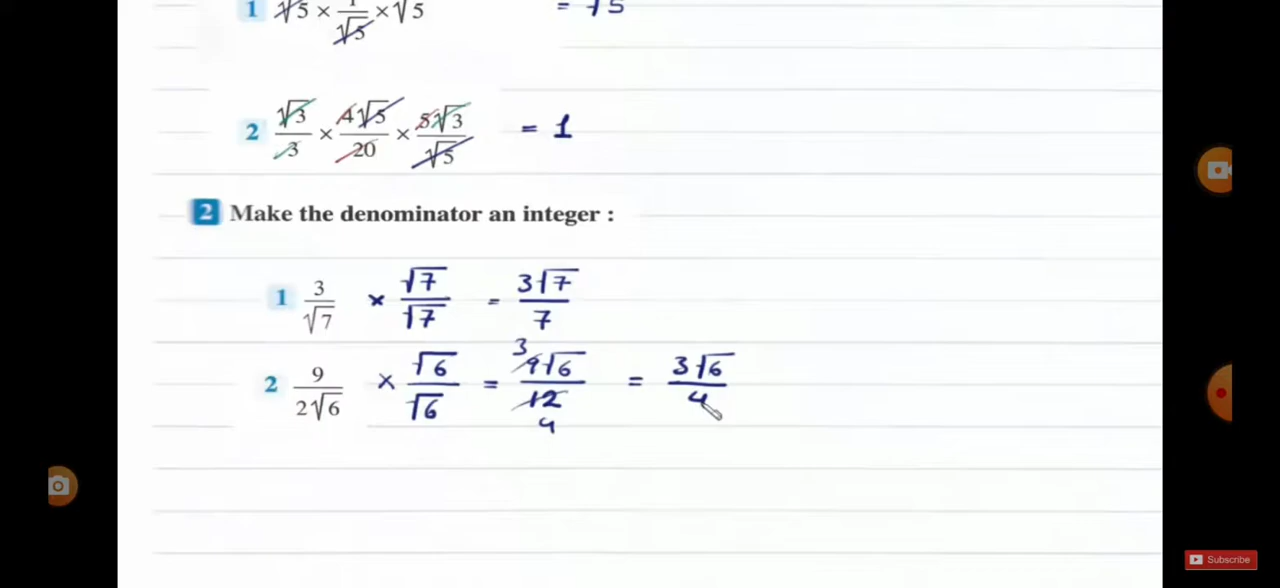 1 √5 × 1/√5 × √5 = √5
2 √3/3 × 4√5/20 × 5√3/√5 = 1
2 Make the denominator an integer :
1 3/√7 × √7/√7 = 3√7/7
2 9/2√6 × √6/√6 = 3 9√6/12 4 = 3√6/4
Subscribe